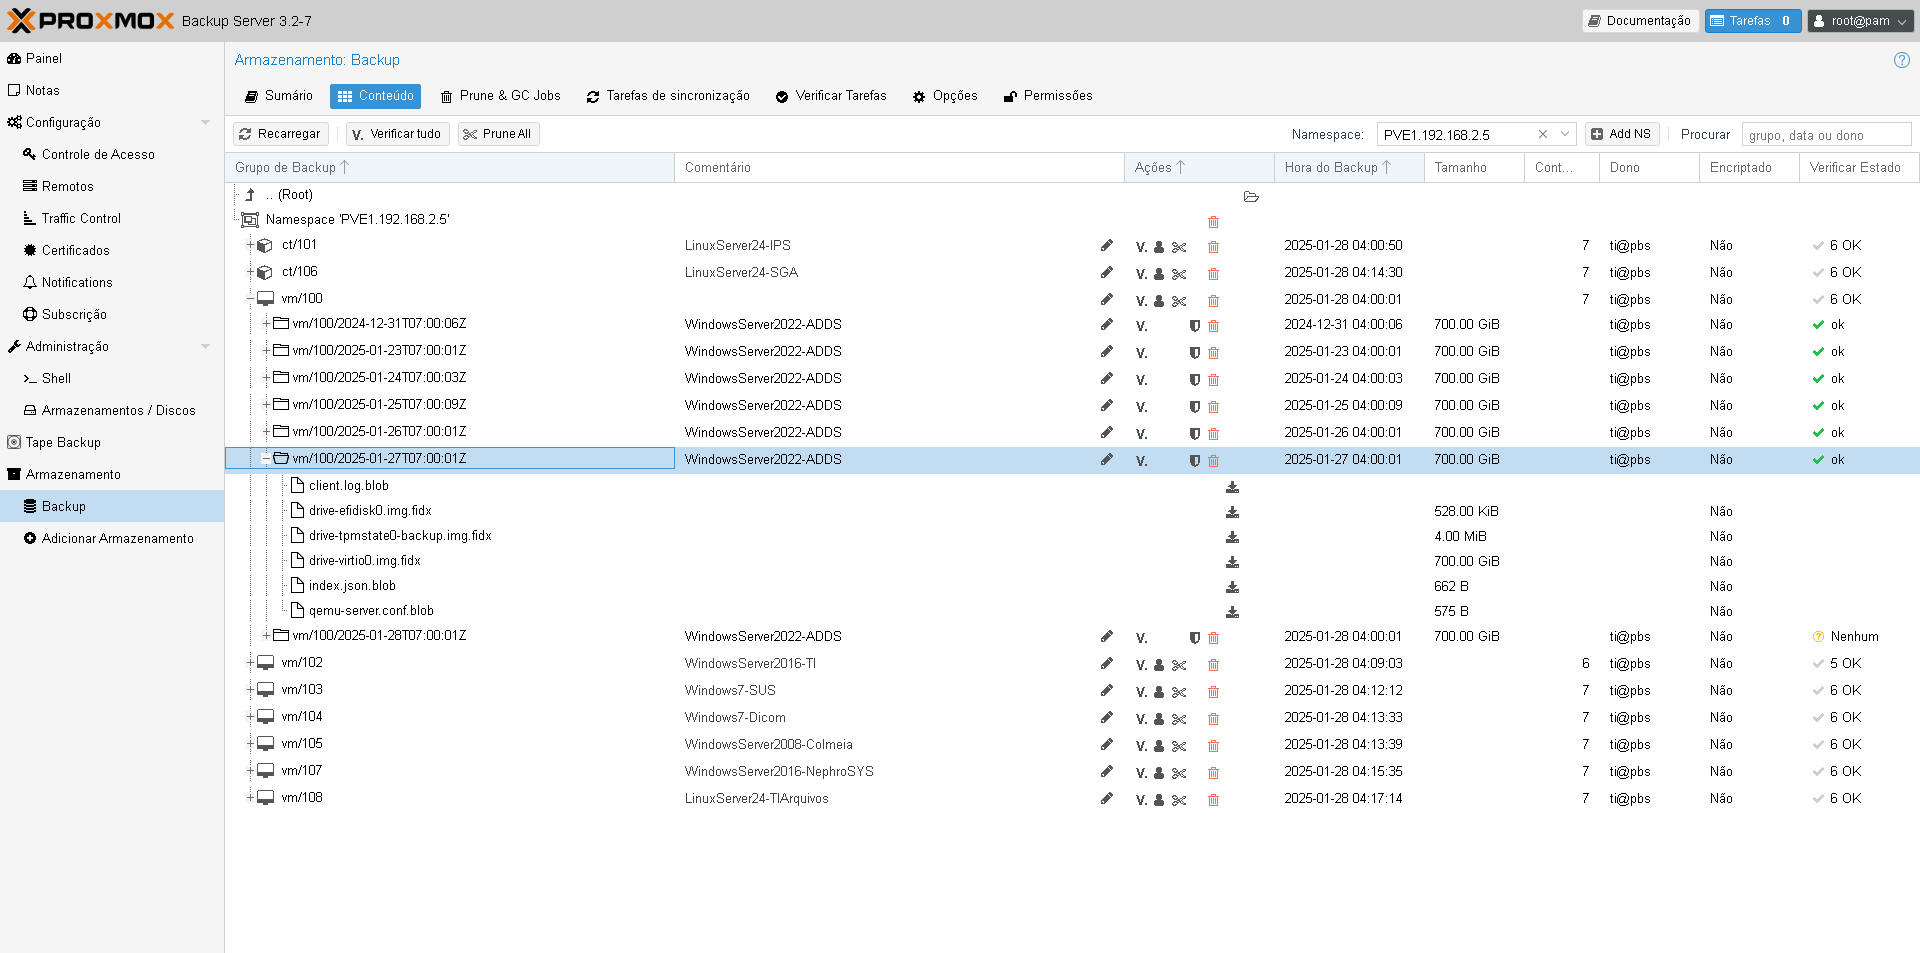 PROXMOX Backup Server 3.2-7 Documentação Tarefas 0 root@pam
Painel
Notas
Configuração
Controle de Acesso
Remotos
Traffic Control
Certificados
Notifications
Subscrição
Administração
Shell
Armazenamentos / Discos
Tape Backup
Armazenamento
Backup
Adicionar Armazenamento
Armazenamento: Backup
Sumário Conteúdo Prune & GC Jobs Tarefas de sincronização Verificar Tarefas Opções Permissões
Recarregar V. Verificar tudo Prune All Namespace: PVE1.192.168.2.5 Add NS Procurar grupo, data ou dono
Grupo de Backup Comentário Ações Hora do Backup Tamanho Cont... Dono Encriptado Verificar Estado
.. (Root)
Namespace 'PVE1.192.168.2.5'
ct/101 LinuxServer24-IPS V. 2025-01-28 04:00:50 7 ti@pbs Não 6 OK
ct/106 LinuxServer24-SGA V. 2025-01-28 04:14:30 7 ti@pbs Não 6 OK
vm/100 V. 2025-01-28 04:00:01 7 ti@pbs Não 6 OK
vm/100/2024-12-31T07:00:06Z WindowsServer2022-ADDS V. 2024-12-31 04:00:06 700.00 GiB ti@pbs Não ok
vm/100/2025-01-23T07:00:01Z WindowsServer2022-ADDS V. 2025-01-23 04:00:01 700.00 GiB ti@pbs Não ok
vm/100/2025-01-24T07:00:03Z WindowsServer2022-ADDS V. 2025-01-24 04:00:03 700.00 GiB ti@pbs Não ok
vm/100/2025-01-25T07:00:09Z WindowsServer2022-ADDS V. 2025-01-25 04:00:09 700.00 GiB ti@pbs Não ok
vm/100/2025-01-26T07:00:01Z WindowsServer2022-ADDS V. 2025-01-26 04:00:01 700.00 GiB ti@pbs Não ok
vm/100/2025-01-27T07:00:01Z WindowsServer2022-ADDS V. 2025-01-27 04:00:01 700.00 GiB ti@pbs Não ok
client.log.blob
drive-efidisk0.img.fidx 528.00 KiB Não
drive-tpmstate0-backup.img.fidx 4.00 MiB Não
drive-virtio0.img.fidx 700.00 GiB Não
index.json.blob 662 B Não
qemu-server.conf.blob 575 B Não
vm/100/2025-01-28T07:00:01Z WindowsServer2022-ADDS V. 2025-01-28 04:00:01 700.00 GiB ti@pbs Não Nenhum
vm/102 WindowsServer2016-TI V. 2025-01-28 04:09:03 6 ti@pbs Não 5 OK
vm/103 Windows7-SUS V. 2025-01-28 04:12:12 7 ti@pbs Não 6 OK
vm/104 Windows7-Dicom V. 2025-01-28 04:13:33 7 ti@pbs Não 6 OK
vm/105 WindowsServer2008-Colmeia V. 2025-01-28 04:13:39 7 ti@pbs Não 6 OK
vm/107 WindowsServer2016-NephroSYS V. 2025-01-28 04:15:35 7 ti@pbs Não 6 OK
vm/108 LinuxServer24-TIArquivos V. 2025-01-28 04:17:14 7 ti@pbs Não 6 OK